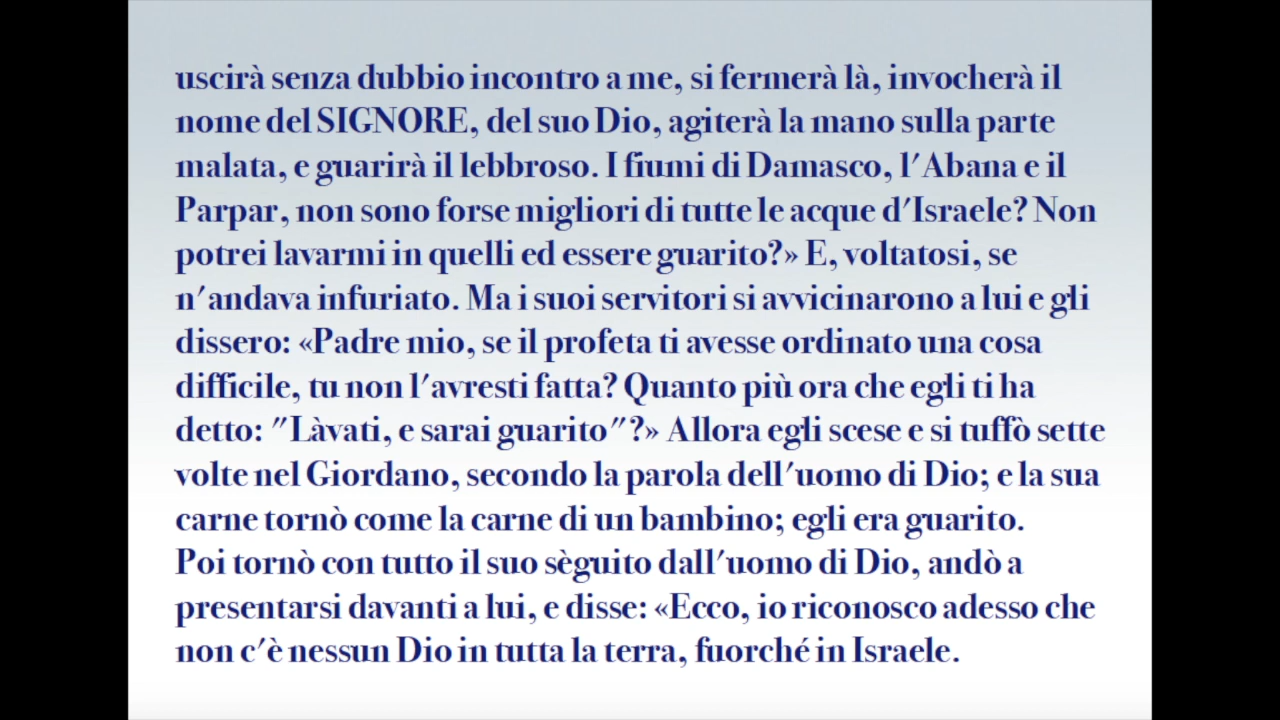 uscirà senza dubbio incontro a me, si fermerà là, invocherà il
nome del SIGNORE, del suo Dio, agiterà la mano sulla parte
malata, e guarirà il lebbroso. I fiumi di Damasco, l'Abana e il
Parpar, non sono forse migliori di tutte le acque d'Israele? Non
potrei lavarmi in quelli ed essere guarito?» E, voltatosi, se
n'andava infuriato. Ma i suoi servitori si avvicinarono a lui e gli
dissero: «Padre mio, se il profeta ti avesse ordinato una cosa
difficile, tu non l'avresti fatta? Quanto più ora che egli ti ha
detto: "Làvati, e sarai guarito"?» Allora egli scese e si tuffò sette
volte nel Giordano, secondo la parola dell'uomo di Dio; e la sua
carne tornò come la carne di un bambino; egli era guarito.
Poi tornò con tutto il suo sèguito dall'uomo di Dio, andò a
presentarsi davanti a lui, e disse: «Ecco, io riconosco adesso che
non c'è nessun Dio in tutta la terra, fuorché in Israele.